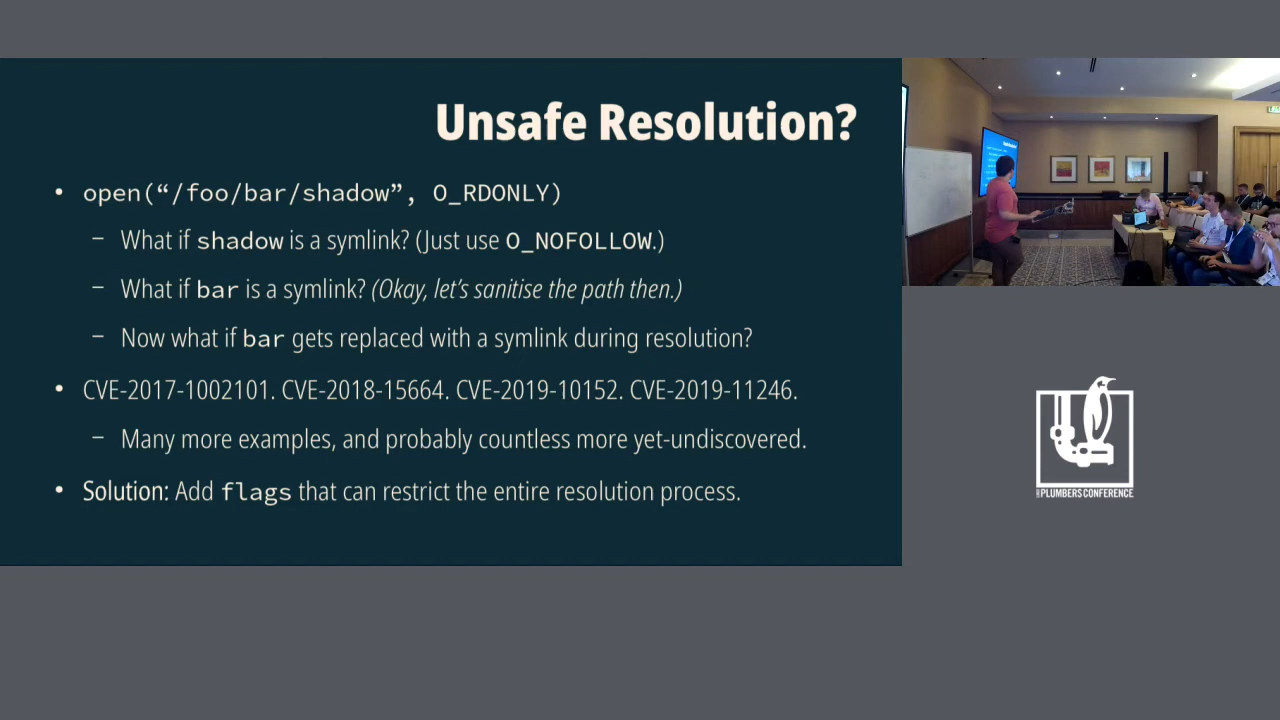 Unsafe Resolution?
• open(“/foo/bar/shadow”, O_RDONLY)
– What if shadow is a symlink? (Just use O_NOFOLLOW.)
– What if bar is a symlink? (Okay, let’s sanitise the path then.)
– Now what if bar gets replaced with a symlink during resolution?
• CVE-2017-1002101. CVE-2018-15664. CVE-2019-10152. CVE-2019-11246.
– Many more examples, and probably countless more yet-undiscovered.
• Solution: Add flags that can restrict the entire resolution process.
PLUMBERS CONFERENCE